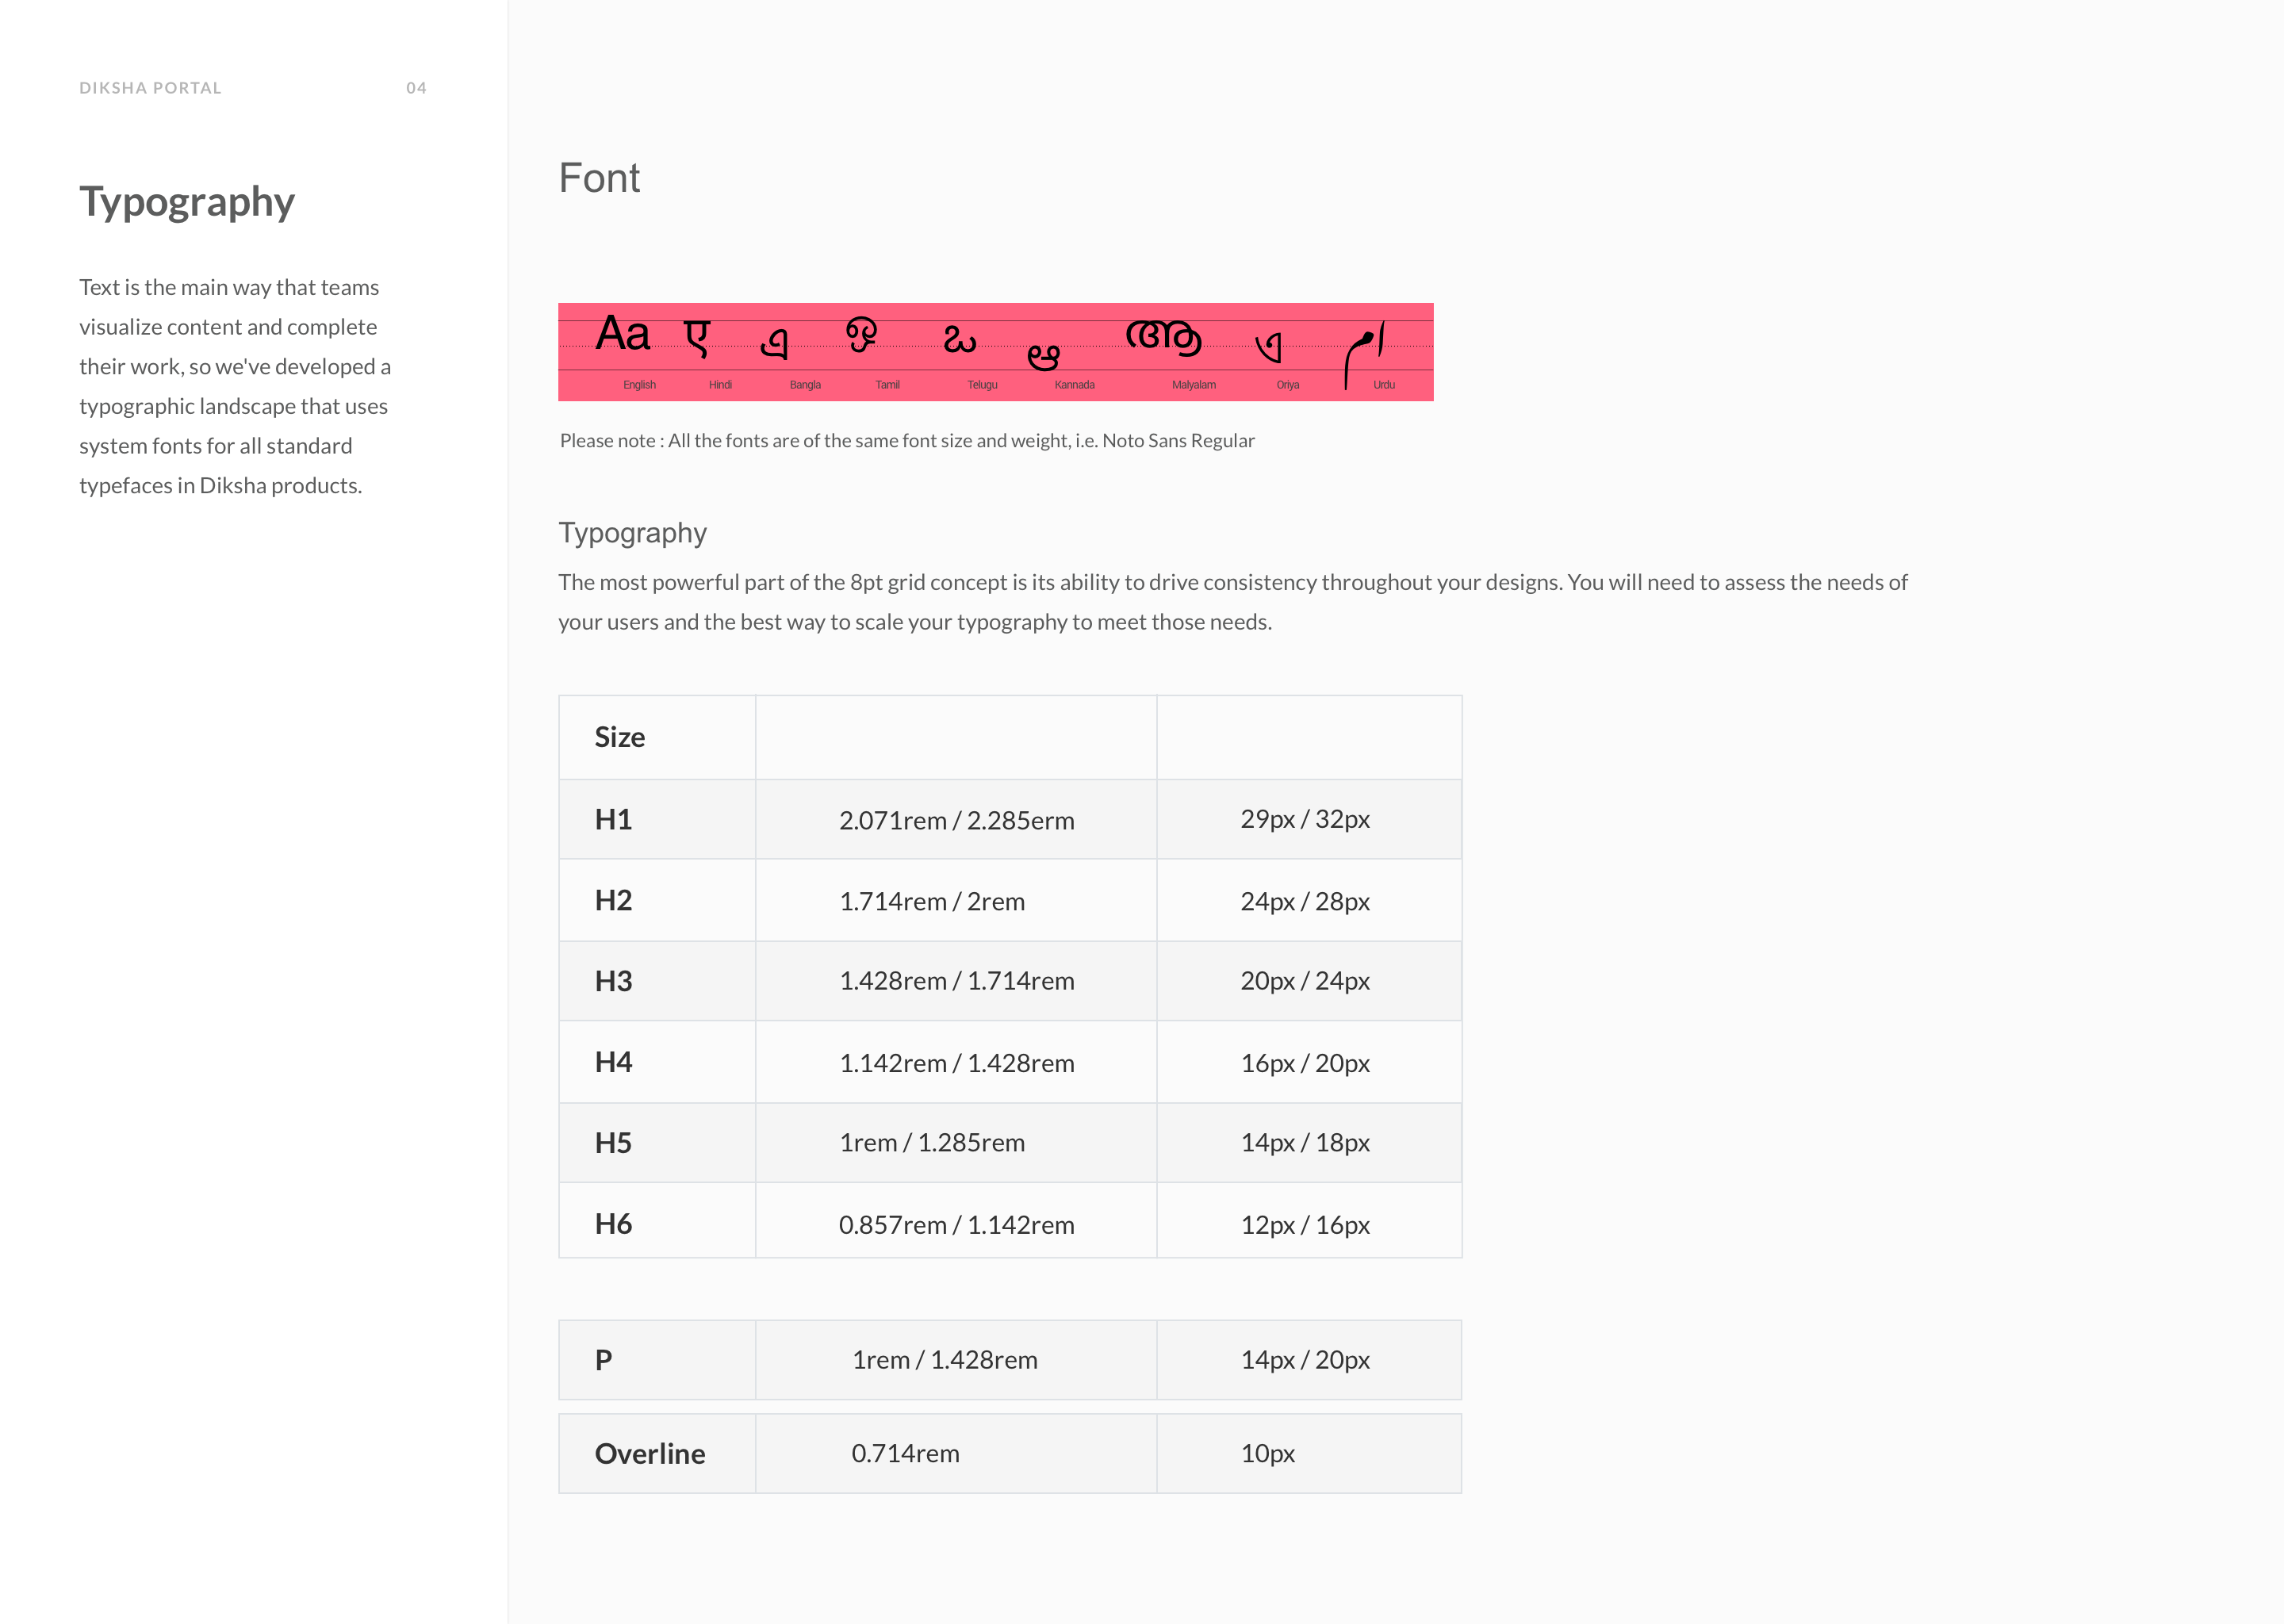 DIKSHA PORTAL 04
Typography
Text is the main way that teams
visualize content and complete
their work, so we've developed a
typographic landscape that uses
system fonts for all standard
typefaces in Diksha products.
Font
Aa ए এ ஒ ఒ ಆ ആ ଏ ام
English Hindi Bangla Tamil Telugu Kannada Malyalam Oriya Urdu
Please note : All the fonts are of the same font size and weight, i.e. Noto Sans Regular
Typography
The most powerful part of the 8pt grid concept is its ability to drive consistency throughout your designs. You will need to assess the needs of
your users and the best way to scale your typography to meet those needs.
Size
H1 2.071rem / 2.285erm 29px / 32px
H2 1.714rem / 2rem 24px / 28px
H3 1.428rem / 1.714rem 20px / 24px
H4 1.142rem / 1.428rem 16px / 20px
H5 1rem / 1.285rem 14px / 18px
H6 0.857rem / 1.142rem 12px / 16px
P 1rem / 1.428rem 14px / 20px
Overline 0.714rem 10px